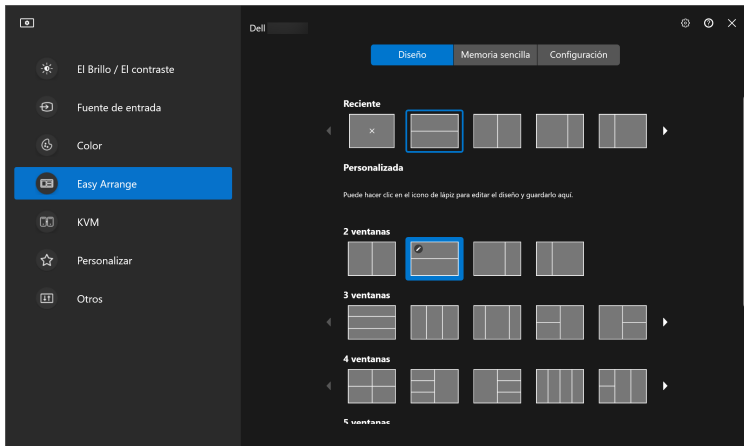 Dell
Diseño
Memoria sencilla
Configuración
El Brillo / El contraste
Fuente de entrada
Color
Easy Arrange
KVM
Personalizar
Otros
Reciente
Personalizada
Puede hacer clic en el icono de lápiz para editar el diseño y guardarlo aquí.
2 ventanas
3 ventanas
4 ventanas
5 ventanas